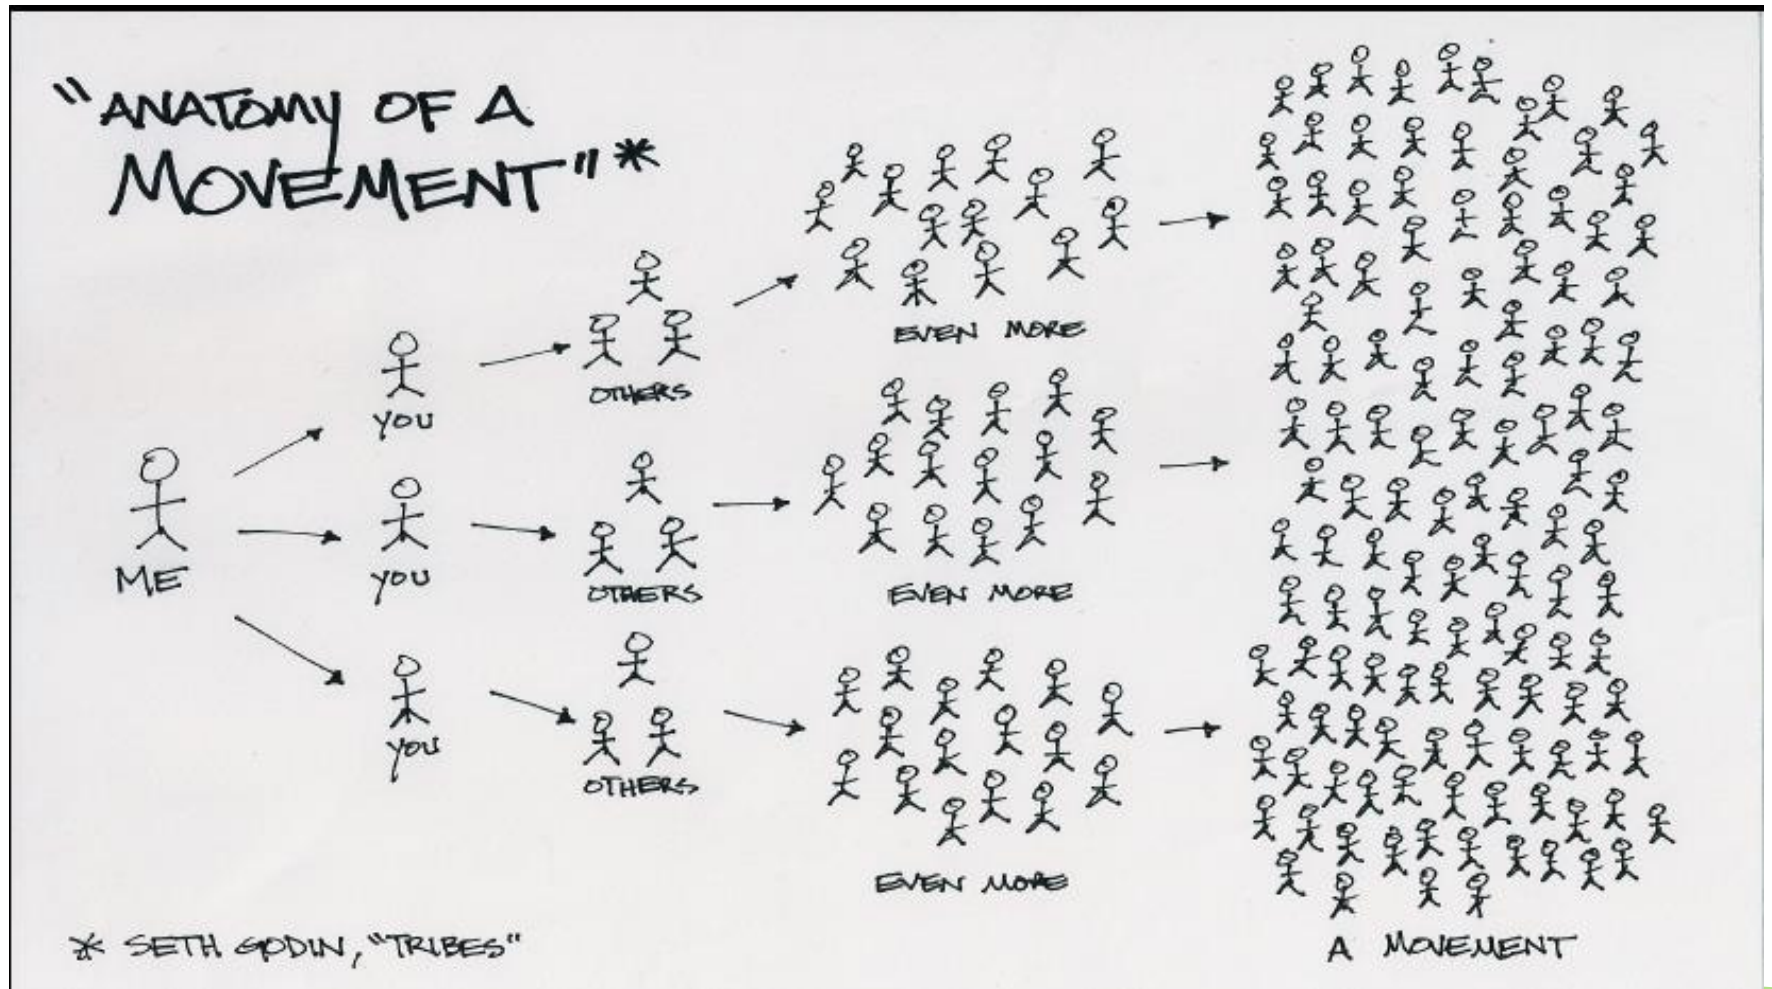 "ANATOMY OF A
MOVEMENT"*
ME
YOU
YOU
YOU
OTHERS
OTHERS
OTHERS
EVEN MORE
EVEN MORE
EVEN MORE
A MOVEMENT
* SETH GODIN, "TRIBES"